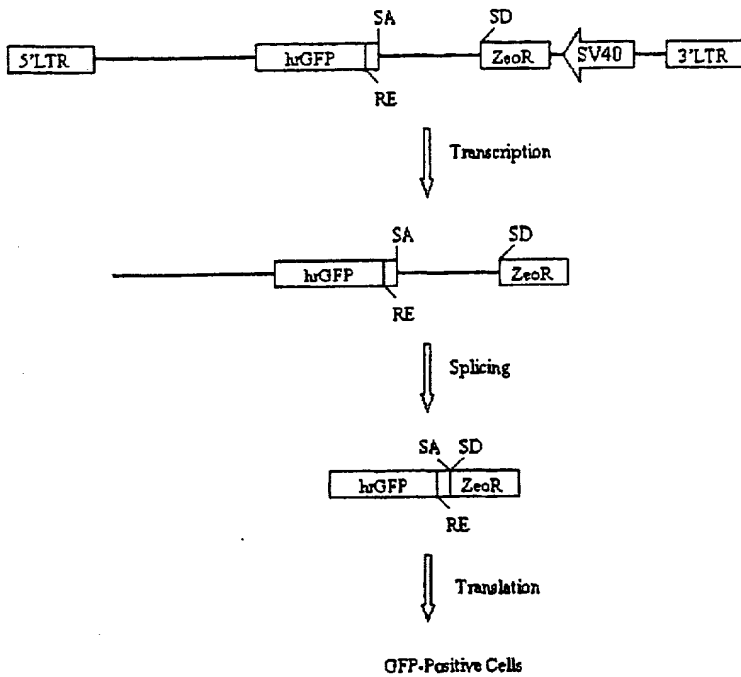 SA SD
5'LTR hrGFP ZeoR SV40 3'LTR
RE
Transcription
SA SD
hrGFP ZeoR
RE
Splicing
SA SD
hrGFP ZeoR
RE
Translation
GFP-Positive Cells